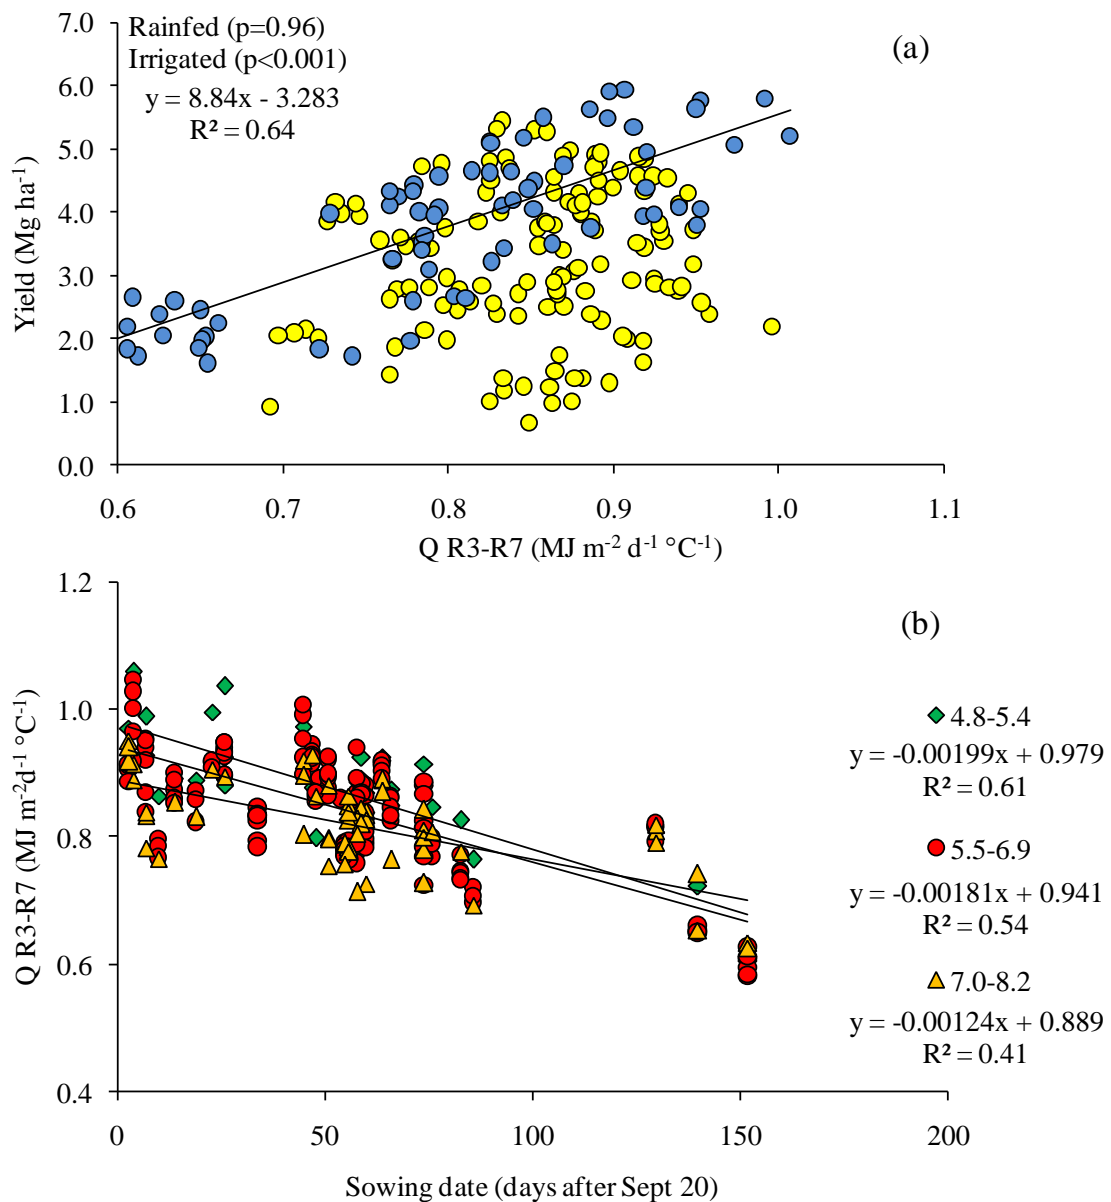 7.0
6.0
5.0
4.0
3.0
2.0
1.0
0.0
Yield (Mg ha⁻¹)
Rainfed (p=0.96)
Irrigated (p<0.001)
y = 8.84x - 3.283
R² = 0.64
(a)
0.6 0.7 0.8 0.9 1.0 1.1
Q R3-R7 (MJ m⁻² d⁻¹ °C⁻¹)
1.2
1.0
0.8
0.6
0.4
Q R3-R7 (MJ m⁻²d⁻¹ °C⁻¹)
(b)
4.8-5.4
y = -0.00199x + 0.979
R² = 0.61
5.5-6.9
y = -0.00181x + 0.941
R² = 0.54
7.0-8.2
y = -0.00124x + 0.889
R² = 0.41
0 50 100 150 200
Sowing date (days after Sept 20)